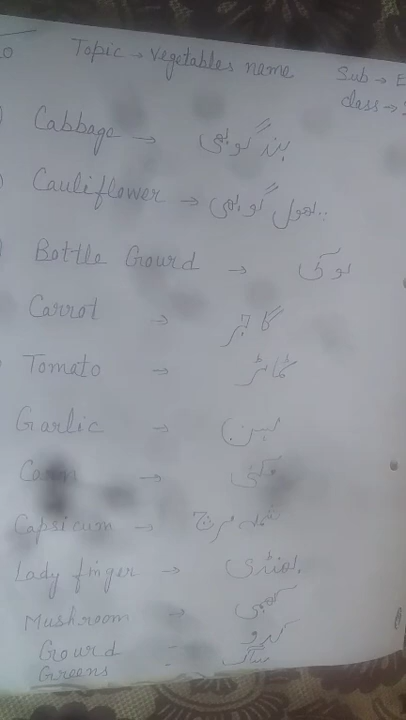 Topic → Vegetables name Sub → E
class →
Cabbage → بند گوبھی
Cauliflower → پھول گوبھی
Bottle Gourd → لوکی
Carrot → گاجر
Tomato → ٹماٹر
Garlic → لہسن
Corn → مکئی
Capsicum → شملہ مرچ
Lady finger → بھنڈی
Mushroom → کھمبی
Gourd - کدو
Greens - ساگ